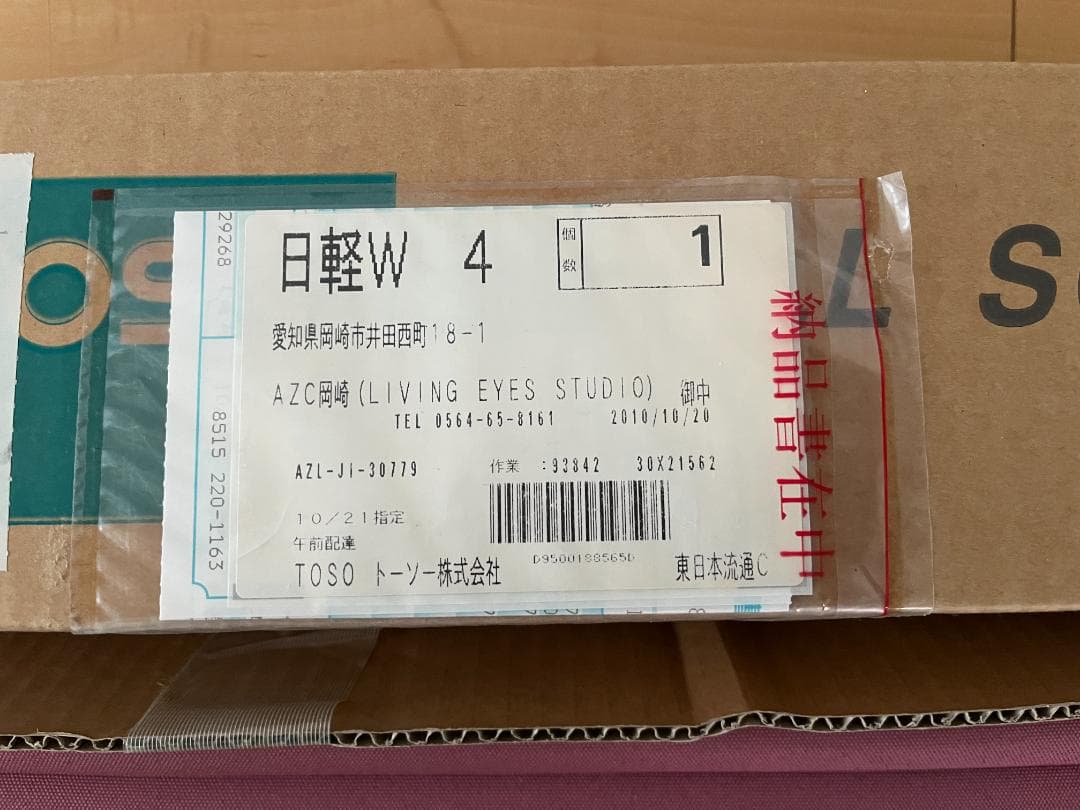 日軽W 4
個数 1
愛知県岡崎市井田西町18-1
AZC岡崎(LIVING EYES STUDIO) 御中
TEL 0564-65-8161 2010/10/20
AZL-JI-30779 作業 :93842 30X21562
10/21指定
午前配達
D9500188565D
TOSO トーソー株式会社 東日本流通C
納品書在中
29268
8515 220-1163